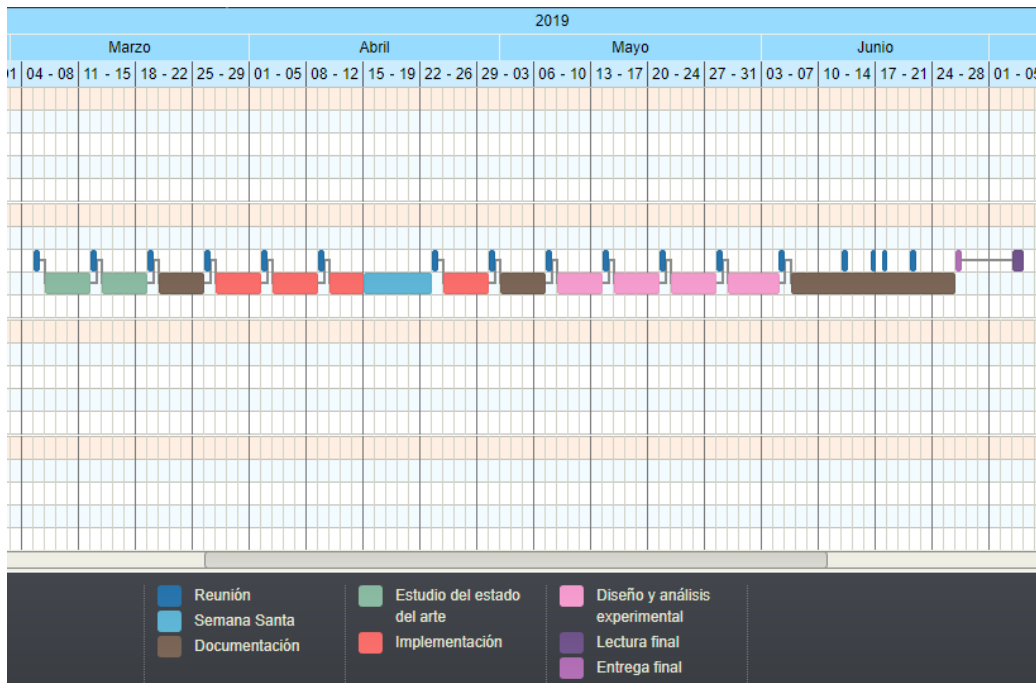 2019
Marzo Abril Mayo Junio
01 04 - 08 11 - 15 18 - 22 25 - 29 01 - 05 08 - 12 15 - 19 22 - 26 29 - 03 06 - 10 13 - 17 20 - 24 27 - 31 03 - 07 10 - 14 17 - 21 24 - 28 01 - 05
Reunión
Semana Santa
Documentación
Estudio del estado
del arte
Implementación
Diseño y análisis
experimental
Lectura final
Entrega final